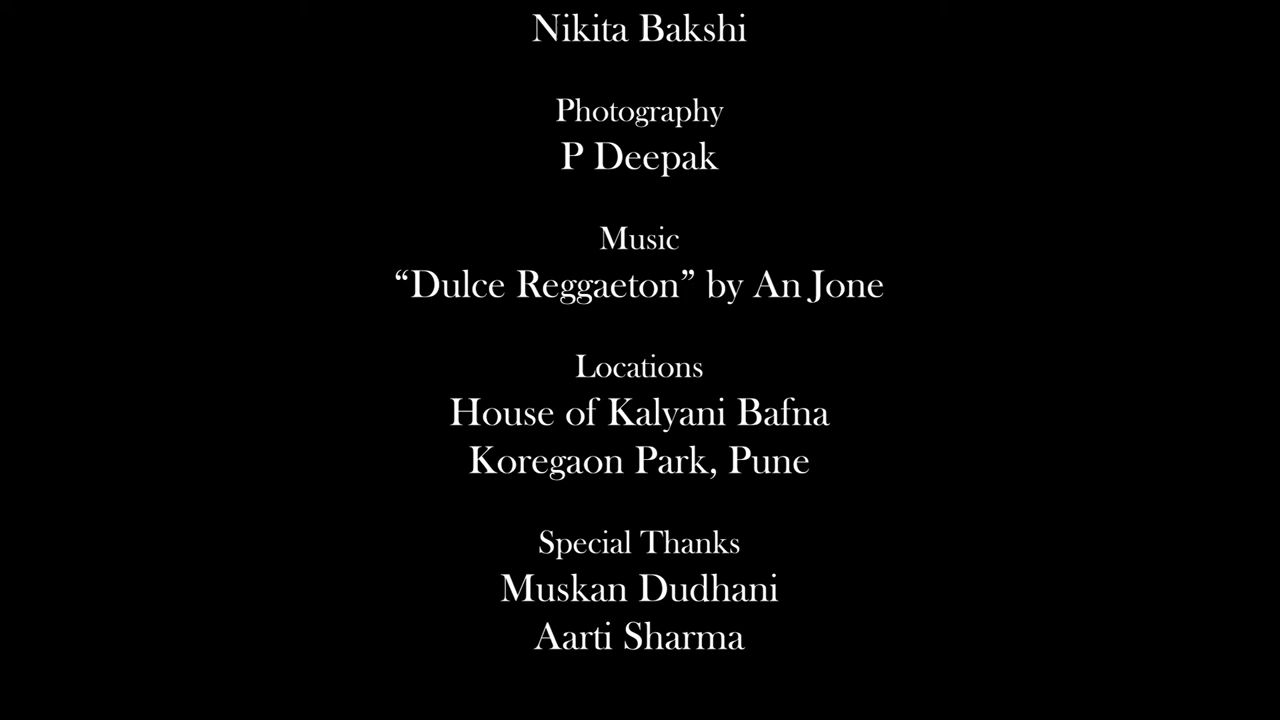 Nikita Bakshi
Photography
P Deepak
Music
“Dulce Reggaeton” by An Jone
Locations
House of Kalyani Bafna
Koregaon Park, Pune
Special Thanks
Muskan Dudhani
Aarti Sharma